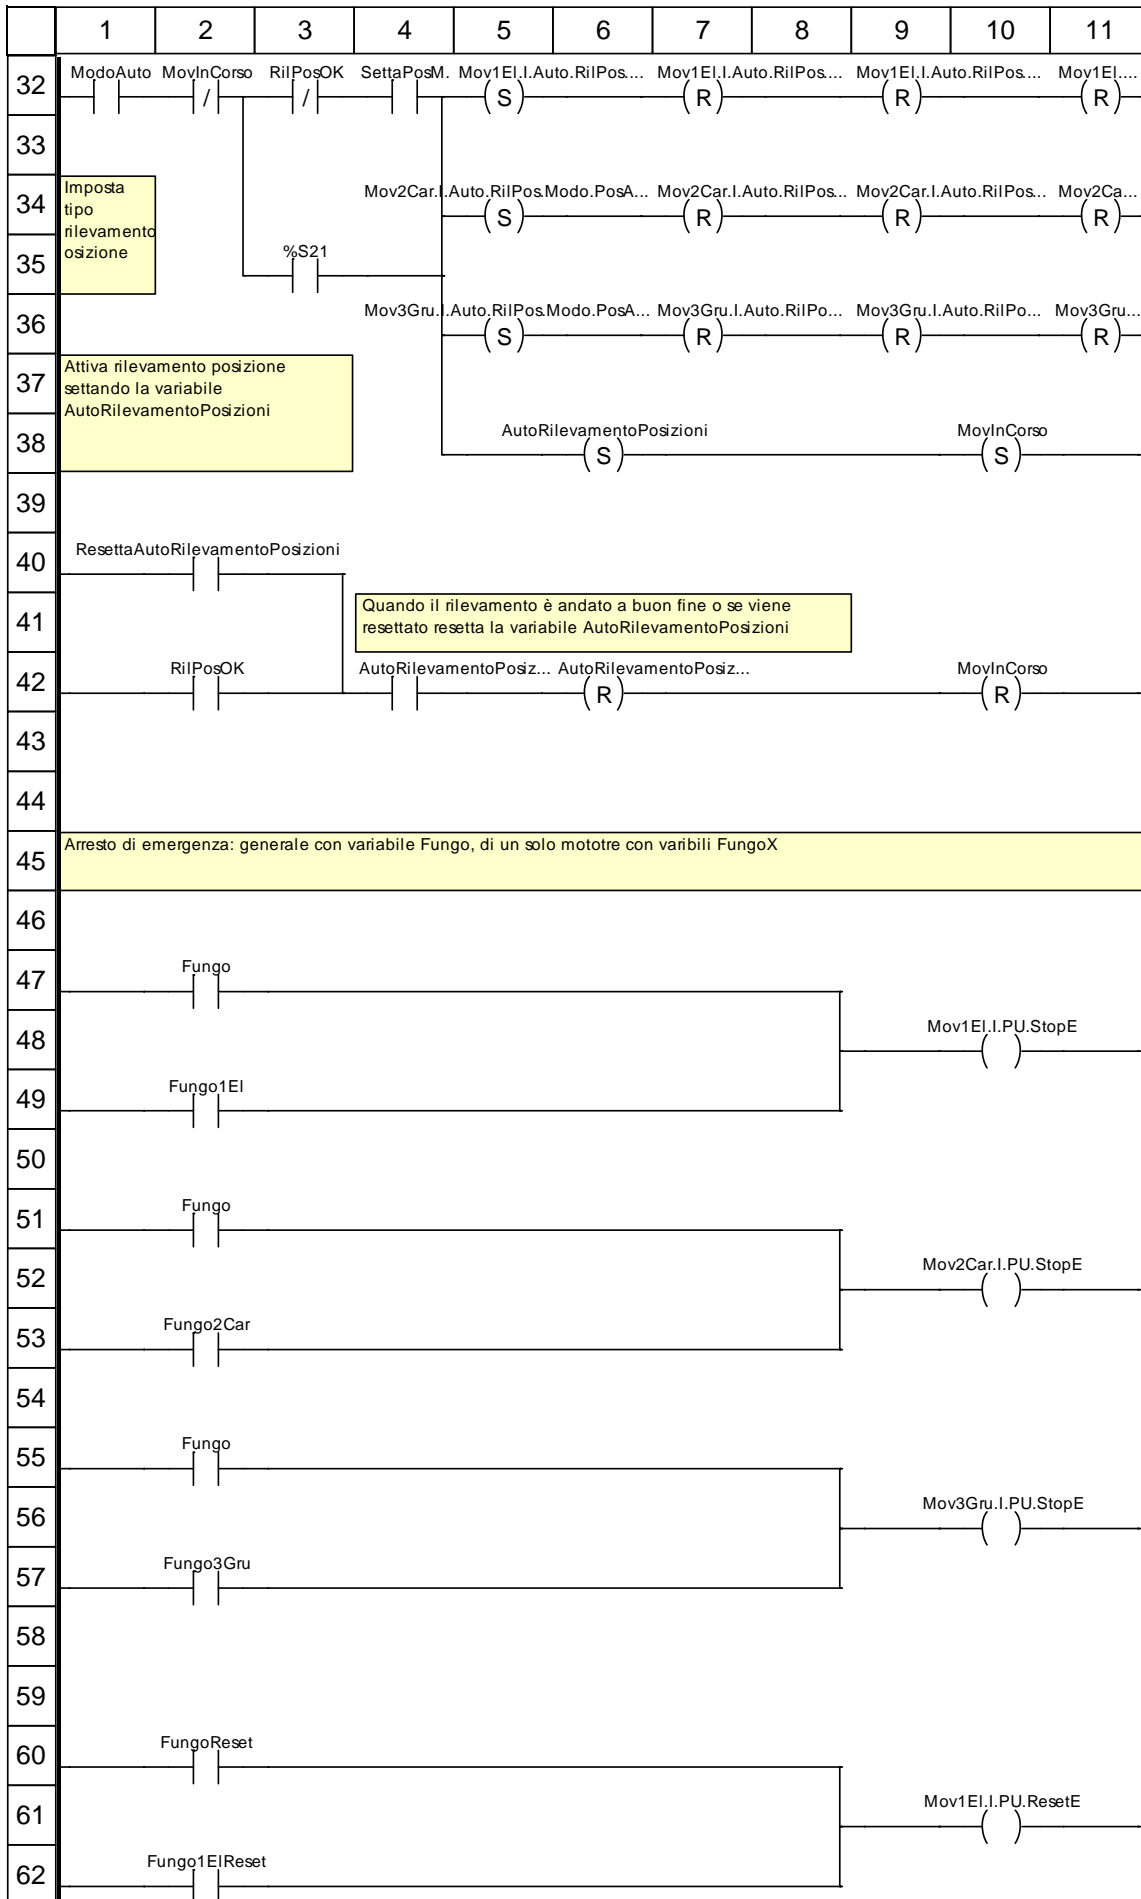 1 2 3 4 5 6 7 8 9 10 11
32
ModoAuto MovInCorso RilPosOK SettaPosM. Mov1El.I.Auto.RilPos.... Mov1El.I.Auto.RilPos.... Mov1El.I.Auto.RilPos.... Mov1El....
/ / S R R R
33
34
Imposta
tipo
rilevamento
osizione
Mov2Car.I.Auto.RilPos.Modo.PosA... Mov2Car.I.Auto.RilPos... Mov2Car.I.Auto.RilPos... Mov2Ca...
S R R R
35
%S21
36
Mov3Gru.I.Auto.RilPos.Modo.PosA... Mov3Gru.I.Auto.RilPo... Mov3Gru.I.Auto.RilPo... Mov3Gru...
S R R R
37
Attiva rilevamento posizione
settando la variabile
AutoRilevamentoPosizioni
38
AutoRilevamentoPosizioni MovInCorso
S S
39
40
ResettaAutoRilevamentoPosizioni
41
Quando il rilevamento è andato a buon fine o se viene
resettato resetta la variabile AutoRilevamentoPosizioni
42
RilPosOK AutoRilevamentoPosiz... AutoRilevamentoPosiz... MovInCorso
R R
43
44
45
Arresto di emergenza: generale con variabile Fungo, di un solo mototre con varibili FungoX
46
47
Fungo
48
Mov1El.I.PU.StopE
49
Fungo1El
50
51
Fungo
52
Mov2Car.I.PU.StopE
53
Fungo2Car
54
55
Fungo
56
Mov3Gru.I.PU.StopE
57
Fungo3Gru
58
59
60
FungoReset
61
Mov1El.I.PU.ResetE
62
Fungo1ElReset